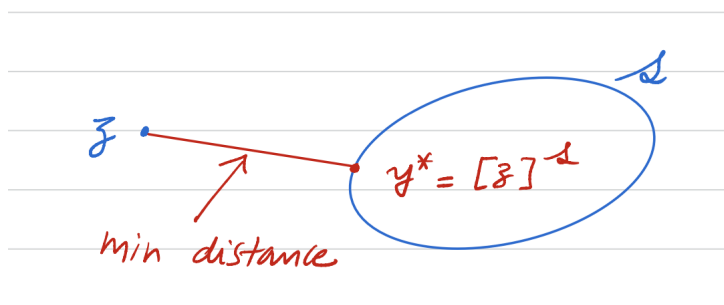 𝒮
z
y* = [z]^𝒮
min distance